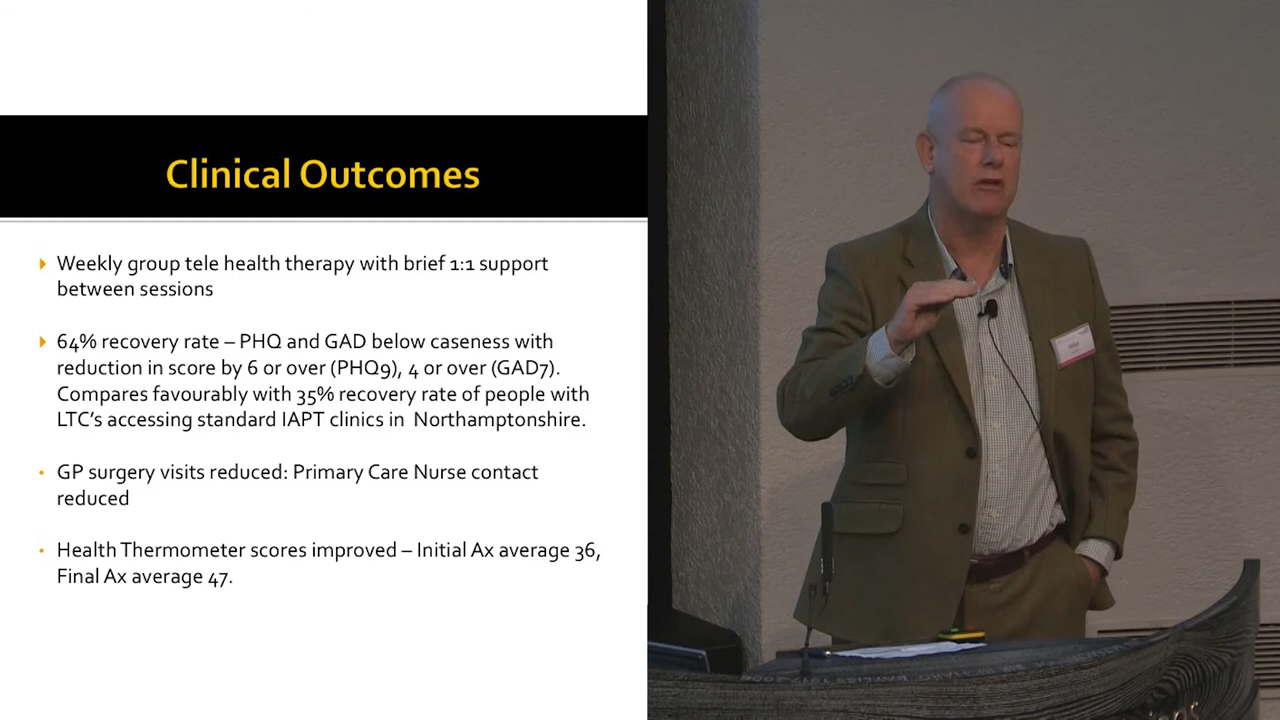 Clinical Outcomes
Weekly group tele health therapy with brief 1:1 support
between sessions
64% recovery rate – PHQ and GAD below caseness with
reduction in score by 6 or over (PHQ9), 4 or over (GAD7).
Compares favourably with 35% recovery rate of people with
LTC's accessing standard IAPT clinics in Northamptonshire.
GP surgery visits reduced: Primary Care Nurse contact
reduced
Health Thermometer scores improved – Initial Ax average 36,
Final Ax average 47.